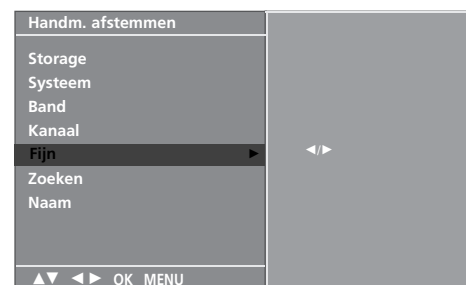 Handm. afstemmen
Storage
Systeem
Band
Kanaal
Fijn ► ◄/►
Zoeken
Naam
▲▼ ◄► OK MENU